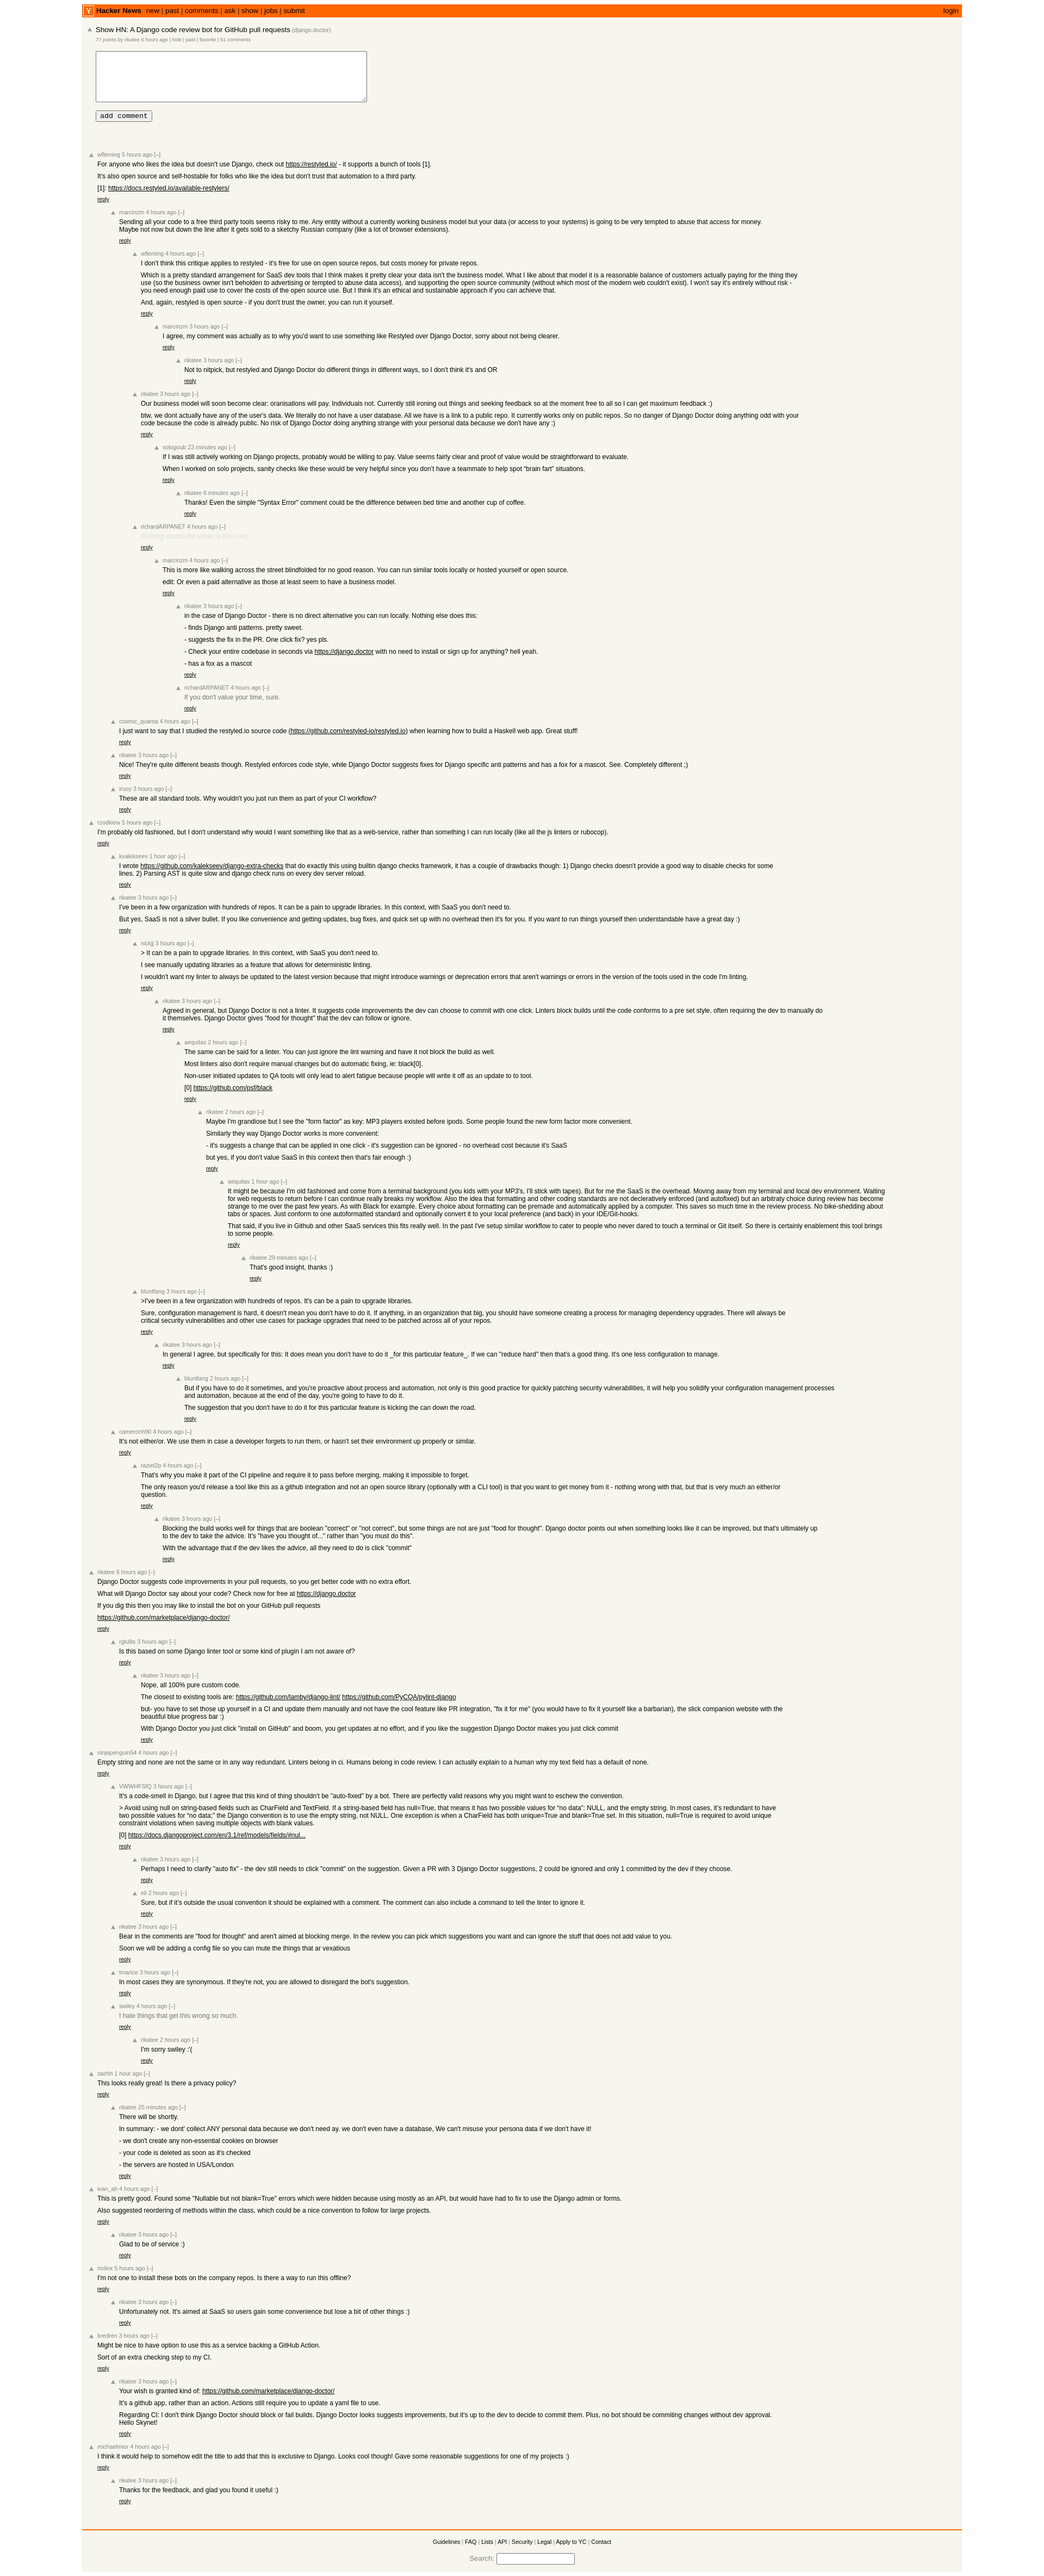 Hacker News new | past | comments | ask | show | jobs | submit login
Show HN: A Django code review bot for GitHub pull requests (django.doctor)
77 points by rikatee 6 hours ago | hide | past | favorite | 51 comments
add comment
wfleming 5 hours ago [–]
For anyone who likes the idea but doesn't use Django, check out https://restyled.io/ - it supports a bunch of tools [1].
It's also open source and self-hostable for folks who like the idea but don't trust that automation to a third party.
[1]: https://docs.restyled.io/available-restylers/
reply
marcinzm 4 hours ago [–]
Sending all your code to a free third party tools seems risky to me. Any entity without a currently working business model but your data (or access to your systems) is going to be very tempted to abuse that access for money.
Maybe not now but down the line after it gets sold to a sketchy Russian company (like a lot of browser extensions).
reply
wfleming 4 hours ago [–]
I don't think this critique applies to restyled - it's free for use on open source repos, but costs money for private repos.
Which is a pretty standard arrangement for SaaS dev tools that I think makes it pretty clear your data isn't the business model. What I like about that model it is a reasonable balance of customers actually paying for the thing they
use (so the business owner isn't beholden to advertising or tempted to abuse data access), and supporting the open source community (without which most of the modern web couldn't exist). I won't say it's entirely without risk -
you need enough paid use to cover the costs of the open source use. But I think it's an ethical and sustainable approach if you can achieve that.
And, again, restyled is open source - if you don't trust the owner, you can run it yourself.
reply
marcinzm 3 hours ago [–]
I agree, my comment was actually as to why you'd want to use something like Restyled over Django Doctor, sorry about not being clearer.
reply
rikatee 3 hours ago [–]
Not to nitpick, but restyled and Django Doctor do different things in different ways, so I don't think it's and OR
reply
rikatee 3 hours ago [–]
Our business model will soon become clear: oranisations will pay. Individuals not. Currently still ironing out things and seeking feedback so at the moment free to all so I can get maximum feedback :)
btw, we dont actually have any of the user's data. We literally do not have a user database. All we have is a link to a public repo. It currently works only on public repos. So no danger of Django Doctor doing anything odd with your
code because the code is already public. No risk of Django Doctor doing anything strange with your personal data because we don't have any :)
reply
sologoub 23 minutes ago [–]
If I was still actively working on Django projects, probably would be willing to pay. Value seems fairly clear and proof of value would be straightforward to evaluate.
When I worked on solo projects, sanity checks like these would be very helpful since you don't have a teammate to help spot "brain fart" situations.
reply
rikatee 6 minutes ago [–]
Thanks! Even the simple "Syntax Error" comment could be the difference between bed time and another cup of coffee.
reply
richardARPANET 4 hours ago [–]
Walking across the street is also risky.
reply
marcinzm 4 hours ago [–]
This is more like walking across the street blindfolded for no good reason. You can run similar tools locally or hosted yourself or open source.
edit: Or even a paid alternative as those at least seem to have a business model.
reply
rikatee 3 hours ago [–]
in the case of Django Doctor - there is no direct alternative you can run locally. Nothing else does this:
- finds Django anti patterns. pretty sweet.
- suggests the fix in the PR. One click fix? yes pls.
- Check your entire codebase in seconds via https://django.doctor with no need to install or sign up for anything? hell yeah.
- has a fox as a mascot
reply
richardARPANET 4 hours ago [–]
If you don't value your time, sure.
reply
cosmic_quanta 4 hours ago [–]
I just want to say that I studied the restyled.io source code (https://github.com/restyled-io/restyled.io) when learning how to build a Haskell web app. Great stuff!
reply
rikatee 3 hours ago [–]
Nice! They're quite different beasts though. Restyled enforces code style, while Django Doctor suggests fixes for Django specific anti patterns and has a fox for a mascot. See. Completely different ;)
reply
iruoy 3 hours ago [–]
These are all standard tools. Why wouldn't you just run them as part of your CI workflow?
reply
rzodkiew 5 hours ago [–]
I'm probably old fashioned, but I don't understand why would I want something like that as a web-service, rather than something I can run locally (like all the js linters or rubocop).
reply
kvalekseev 1 hour ago [–]
I wrote https://github.com/kalekseev/django-extra-checks that do exactly this using builtin django checks framework, it has a couple of drawbacks though: 1) Django checks doesn't provide a good way to disable checks for some
lines. 2) Parsing AST is quite slow and django check runs on every dev server reload.
reply
rikatee 3 hours ago [–]
I've been in a few organization with hundreds of repos. It can be a pain to upgrade libraries. In this context, with SaaS you don't need to.
But yes, SaaS is not a silver bullet. If you like convenience and getting updates, bug fixes, and quick set up with no overhead then it's for you. If you want to run things yourself then understandable have a great day :)
reply
nickjj 3 hours ago [–]
> It can be a pain to upgrade libraries. In this context, with SaaS you don't need to.
I see manually updating libraries as a feature that allows for deterministic linting.
I wouldn't want my linter to always be updated to the latest version because that might introduce warnings or deprecation errors that aren't warnings or errors in the version of the tools used in the code I'm linting.
reply
rikatee 3 hours ago [–]
Agreed in general, but Django Doctor is not a linter. It suggests code improvements the dev can choose to commit with one click. Linters block builds until the code conforms to a pre set style, often requiring the dev to manually do
it themselves. Django Doctor gives "food for thought" that the dev can follow or ignore.
reply
aequitas 2 hours ago [–]
The same can be said for a linter. You can just ignore the lint warning and have it not block the build as well.
Most linters also don't require manual changes but do automatic fixing, ie: black[0].
Non-user initiated updates to QA tools will only lead to alert fatigue because people will write it off as an update to to tool.
[0] https://github.com/psf/black
reply
rikatee 2 hours ago [–]
Maybe I'm grandiose but I see the "form factor" as key: MP3 players existed before ipods. Some people found the new form factor more convenient.
Similarly they way Django Doctor works is more convenient:
- it's suggests a change that can be applied in one click - it's suggestion can be ignored - no overhead cost because it's SaaS
but yes, if you don't value SaaS in this context then that's fair enough :)
reply
aequitas 1 hour ago [–]
It might be because I'm old fashioned and come from a terminal background (you kids with your MP3's, I'll stick with tapes). But for me the SaaS is the overhead. Moving away from my terminal and local dev environment. Waiting
for web requests to return before I can continue really breaks my workflow. Also the idea that formatting and other coding standards are not decleratively enforced (and autofixed) but an arbitraty choice during review has become
strange to me over the past few years. As with Black for example. Every choice about formatting can be premade and automatically applied by a computer. This saves so much time in the review process. No bike-shedding about
tabs or spaces. Just conform to one autoformatted standard and optionally convert it to your local preference (and back) in your IDE/Git-hooks.
That said, if you live in Github and other SaaS services this fits really well. In the past I've setup similar workflow to cater to people who never dared to touch a terminal or Git itself. So there is certainly enablement this tool brings
to some people.
reply
rikatee 29 minutes ago [–]
That's good insight, thanks :)
reply
bluntfang 3 hours ago [–]
>I've been in a few organization with hundreds of repos. It's can be a pain to upgrade libraries.
Sure, configuration management is hard, it doesn't mean you don't have to do it. If anything, in an organization that big, you should have someone creating a process for managing dependency upgrades. There will always be
critical security vulnerabilities and other use cases for package upgrades that need to be patched across all of your repos.
reply
rikatee 3 hours ago [–]
In general I agree, but specifically for this: It does mean you don't have to do it _for this particular feature_. If we can "reduce hard" then that's a good thing. It's one less configuration to manage.
reply
bluntfang 2 hours ago [–]
But if you have to do it sometimes, and you're proactive about process and automation, not only is this good practice for quickly patching security vulnerabilities, it will help you solidify your configuration management processes
and automation, because at the end of the day, you're going to have to do it.
The suggestion that you don't have to do it for this particular feature is kicking the can down the road.
reply
cameronh90 4 hours ago [–]
It's not either/or. We use them in case a developer forgets to run them, or hasn't set their environment up properly or similar.
reply
raziel2p 4 hours ago [–]
That's why you make it part of the CI pipeline and require it to pass before merging, making it impossible to forget.
The only reason you'd release a tool like this as a github integration and not an open source library (optionally with a CLI tool) is that you want to get money from it - nothing wrong with that, but that is very much an either/or
question.
reply
rikatee 3 hours ago [–]
Blocking the build works well for things that are boolean "correct" or "not correct", but some things are not are just "food for thought". Django doctor points out when something looks like it can be improved, but that's ultimately up
to the dev to take the advice. It's "have you thought of..." rather than "you must do this".
With the advantage that if the dev likes the advice, all they need to do is click "commit"
reply
rikatee 6 hours ago [–]
Django Doctor suggests code improvements in your pull requests, so you get better code with no extra effort.
What will Django Doctor say about your code? Check now for free at https://django.doctor
If you dig this then you may like to install the bot on your GitHub pull requests
https://github.com/marketplace/django-doctor/
reply
rgiullis 3 hours ago [–]
Is this based on some Django linter tool or some kind of plugin I am not aware of?
reply
rikatee 3 hours ago [–]
Nope, all 100% pure custom code.
The closest to existing tools are: https://github.com/lamby/django-lint/ https://github.com/PyCQA/pylint-django
but- you have to set those up yourself in a CI and update them manually and not have the cool feature like PR integration, "fix it for me" (you would have to fix it yourself like a barbarian), the slick companion website with the
beautiful blue progress bar :)
With Django Doctor you just click "install on GitHub" and boom, you get updates at no effort, and if you like the suggestion Django Doctor makes you just click commit
reply
ninjapenguin54 4 hours ago [–]
Empty string and none are not the same or in any way redundant. Linters belong in ci. Humans belong in code review. I can actually explain to a human why my text field has a default of none.
reply
VWWHFSfQ 3 hours ago [–]
It's a code-smell in Django, but I agree that this kind of thing shouldn't be "auto-fixed" by a bot. There are perfectly valid reasons why you might want to eschew the convention.
> Avoid using null on string-based fields such as CharField and TextField. If a string-based field has null=True, that means it has two possible values for "no data": NULL, and the empty string. In most cases, it's redundant to have
two possible values for "no data;" the Django convention is to use the empty string, not NULL. One exception is when a CharField has both unique=True and blank=True set. In this situation, null=True is required to avoid unique
constraint violations when saving multiple objects with blank values.
[0] https://docs.djangoproject.com/en/3.1/ref/models/fields/#nul...
reply
rikatee 3 hours ago [–]
Perhaps I need to clarify "auto fix" - the dev still needs to click "commit" on the suggestion. Given a PR with 3 Django Doctor suggestions, 2 could be ignored and only 1 committed by the dev if they choose.
reply
eli 2 hours ago [–]
Sure, but if it's outside the usual convention it should be explained with a comment. The comment can also include a command to tell the linter to ignore it.
reply
rikatee 3 hours ago [–]
Bear in the comments are "food for thought" and aren't aimed at blocking merge. In the review you can pick which suggestions you want and can ignore the stuff that does not add value to you.
Soon we will be adding a config file so you can mute the things that ar vexatious
reply
tmarice 3 hours ago [–]
In most cases they are synonymous. If they're not, you are allowed to disregard the bot's suggestion.
reply
swiley 4 hours ago [–]
I hate things that get this wrong so much.
reply
rikatee 2 hours ago [–]
I'm sorry swiley :'(
reply
zachh 1 hour ago [–]
This looks really great! Is there a privacy policy?
reply
rikatee 25 minutes ago [–]
There will be shortly.
In summary: - we dont' collect ANY personal data because we don't need ay. we don't even have a database, We can't misuse your persona data if we don't have it!
- we don't create any non-essential cookies on browser
- your code is deleted as soon as it's checked
- the servers are hosted in USA/London
reply
ivan_ah 4 hours ago [–]
This is pretty good. Found some "Nullable but not blank=True" errors which were hidden because using mostly as an API, but would have had to fix to use the Django admin or forms.
Also suggested reordering of methods within the class, which could be a nice convention to follow for large projects.
reply
rikatee 3 hours ago [–]
Glad to be of service :)
reply
mrlinx 5 hours ago [–]
I'm not one to install these bots on the company repos. Is there a way to run this offline?
reply
rikatee 3 hours ago [–]
Unfortunately not. It's aimed at SaaS so users gain some convenience but lose a bit of other things :)
reply
bredren 3 hours ago [–]
Might be nice to have option to use this as a service backing a GitHub Action.
Sort of an extra checking step to my CI.
reply
rikatee 3 hours ago [–]
Your wish is granted kind of: https://github.com/marketplace/django-doctor/
It's a github app, rather than an action. Actions still require you to update a yaml file to use.
Regarding CI: I don't think Django Doctor should block or fail builds. Django Doctor looks suggests improvements, but it's up to the dev to decide to commit them. Plus, no bot should be commiting changes without dev approval.
Hello Skynet!
reply
michaelmior 4 hours ago [–]
I think it would help to somehow edit the title to add that this is exclusive to Django. Looks cool though! Gave some reasonable suggestions for one of my projects :)
reply
rikatee 3 hours ago [–]
Thanks for the feedback, and glad you found it useful :)
reply
Guidelines | FAQ | Lists | API | Security | Legal | Apply to YC | Contact
Search: